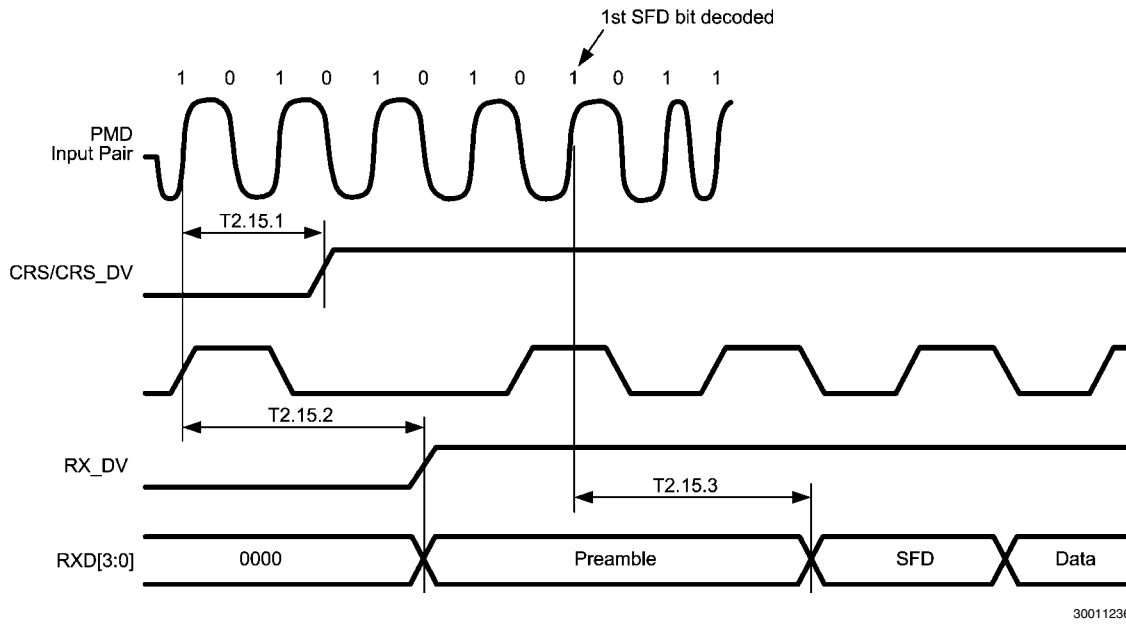 1st SFD bit decoded
1 0 1 0 1 0 1 0 1 0 1 1
PMD
Input Pair
T2.15.1
CRS/CRS_DV
T2.15.2
RX_DV
T2.15.3
RXD[3:0]
0000
Preamble
SFD
Data
30011236